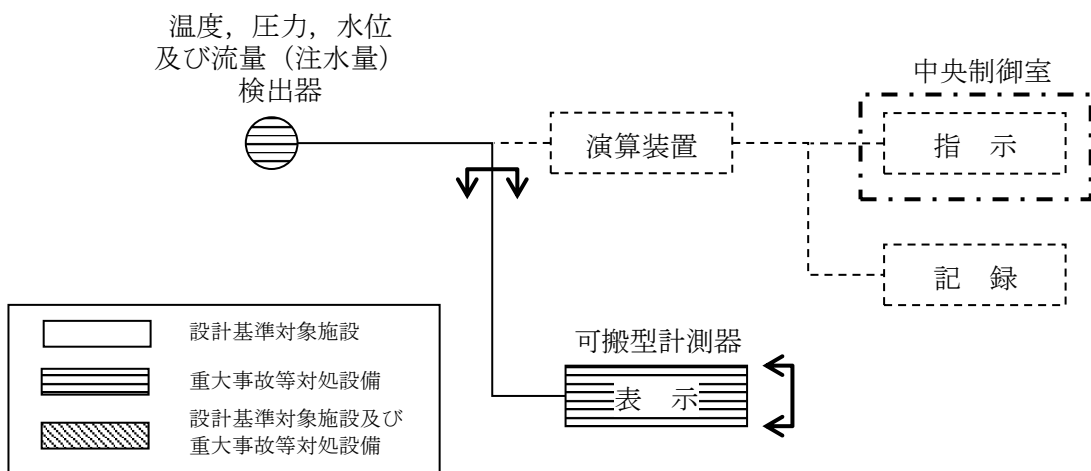 温度，圧力，水位
及び流量（注水量）
検出器
中央制御室
演算装置
指　示
記　録
可搬型計測器
表　示
設計基準対象施設
重大事故等対処設備
設計基準対象施設及び
重大事故等対処設備